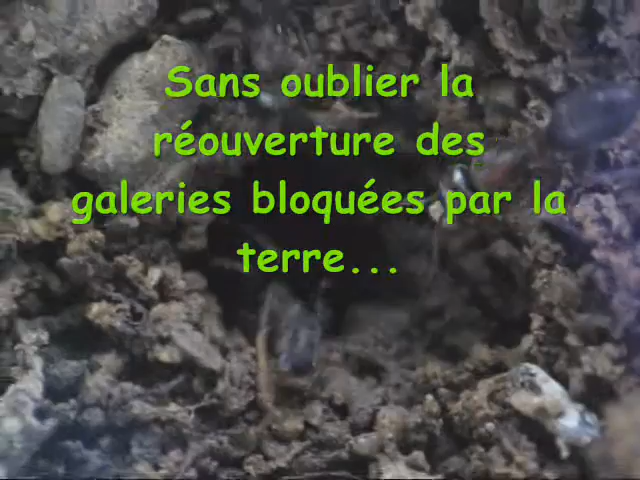 Sans oublier la
réouverture des
galeries bloquées par la
terre...